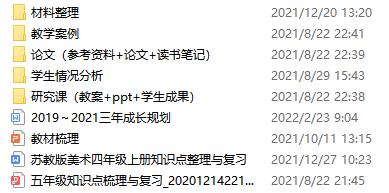 材料整理 2021/12/20 13:20
教学案例 2021/8/22 22:41
论文（参考资料+论文+读书笔记） 2021/8/22 22:39
学生情况分析 2021/8/29 15:43
研究课（教案+ppt+学生成果） 2021/8/22 22:38
2019～2021三年成长规划 2022/2/23 9:04
教材梳理 2021/10/11 13:15
苏教版美术四年级上册知识点整理与复习 2021/12/27 10:23
五年级知识点梳理与复习_20201214221... 2021/8/22 21:45